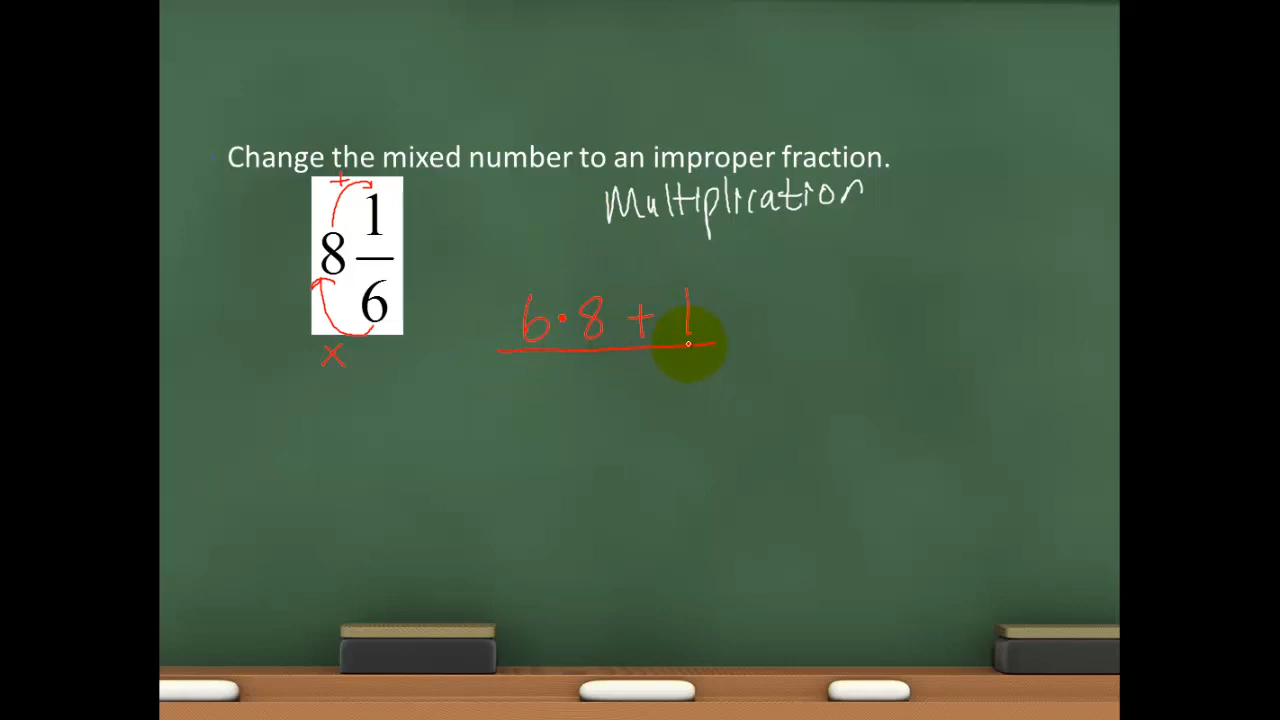 Change the mixed number to an improper fraction.
Multiplication
+
8 1/6
x
6·8 + 1